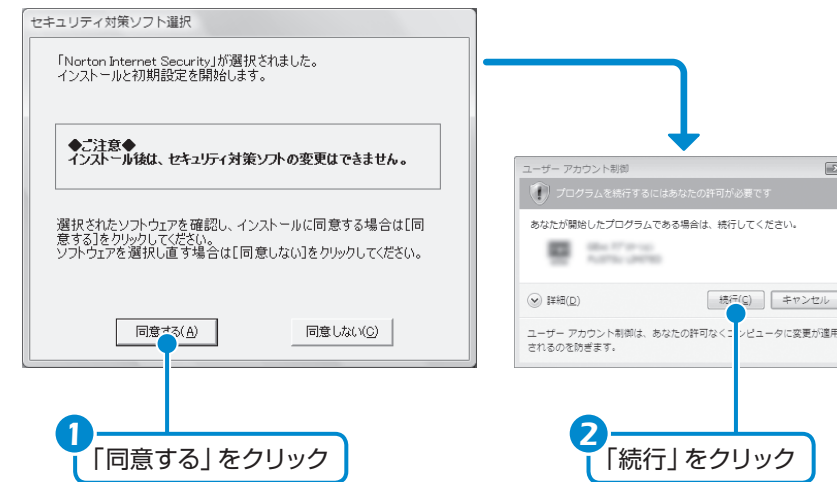 セキュリティ対策ソフト選択
「Norton Internet Security」が選択されました。
インストールと初期設定を開始します。
◆ご注意◆
インストール後は、セキュリティ対策ソフトの変更はできません。
選択されたソフトウェアを確認し、インストールに同意する場合は[同
意する]をクリックしてください。
ソフトウェアを選択し直す場合は[同意しない]をクリックしてください。
同意する(A)
同意しない(C)
1
「同意する」をクリック
ユーザー アカウント制御
プログラムを続行するにはあなたの許可が必要です
あなたが開始したプログラムである場合は、続行してください。
詳細(D)
続行(C)
キャンセル
ユーザー アカウント制御は、あなたの許可なくコンピュータに変更が適用
されるのを防ぎます。
2
「続行」をクリック